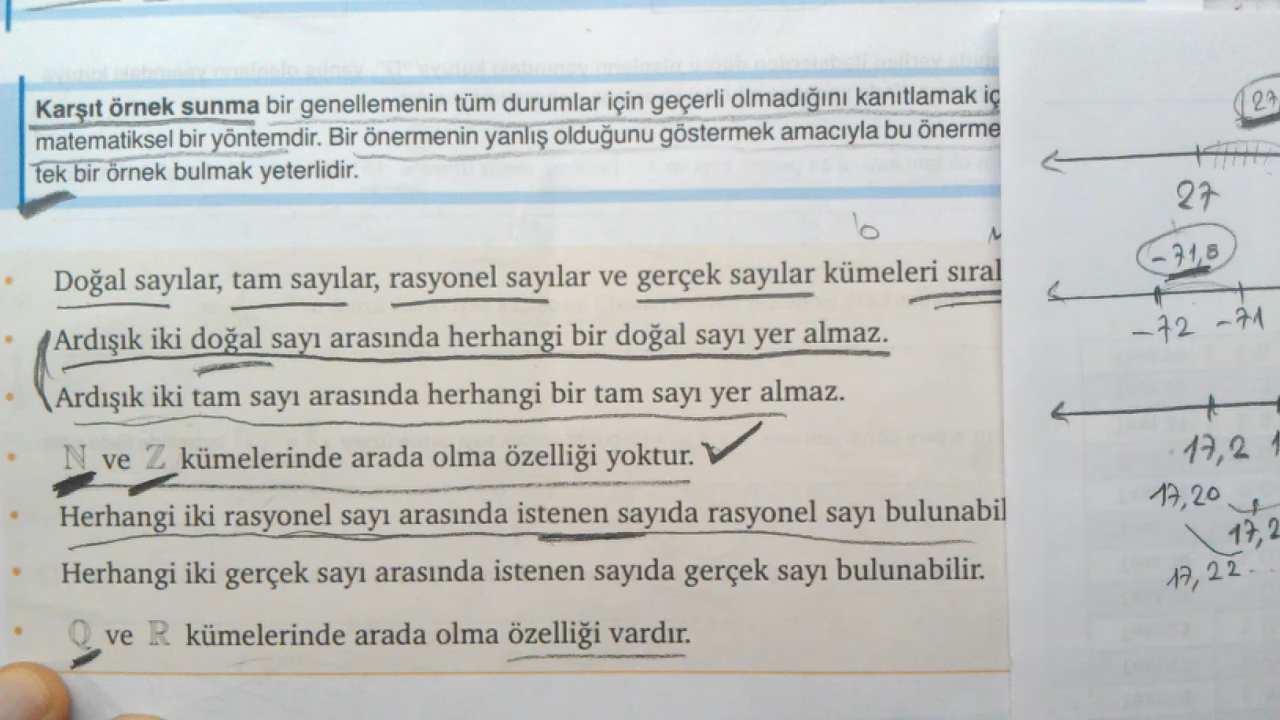 Karşıt örnek sunma bir genellemenin tüm durumlar için geçerli olmadığını kanıtlamak iç
matematiksel bir yöntemdir. Bir önermenin yanlış olduğunu göstermek amacıyla bu önerme
tek bir örnek bulmak yeterlidir.
b
• Doğal sayılar, tam sayılar, rasyonel sayılar ve gerçek sayılar kümeleri sıral
• Ardışık iki doğal sayı arasında herhangi bir doğal sayı yer almaz.
• Ardışık iki tam sayı arasında herhangi bir tam sayı yer almaz.
• ℕ ve ℤ kümelerinde arada olma özelliği yoktur.
• Herhangi iki rasyonel sayı arasında istenen sayıda rasyonel sayı bulunabil
• Herhangi iki gerçek sayı arasında istenen sayıda gerçek sayı bulunabilir.
• ℚ ve ℝ kümelerinde arada olma özelliği vardır.
27
27
-71,8
-72 -71
17,2 1
17,20
17,2
17,22...